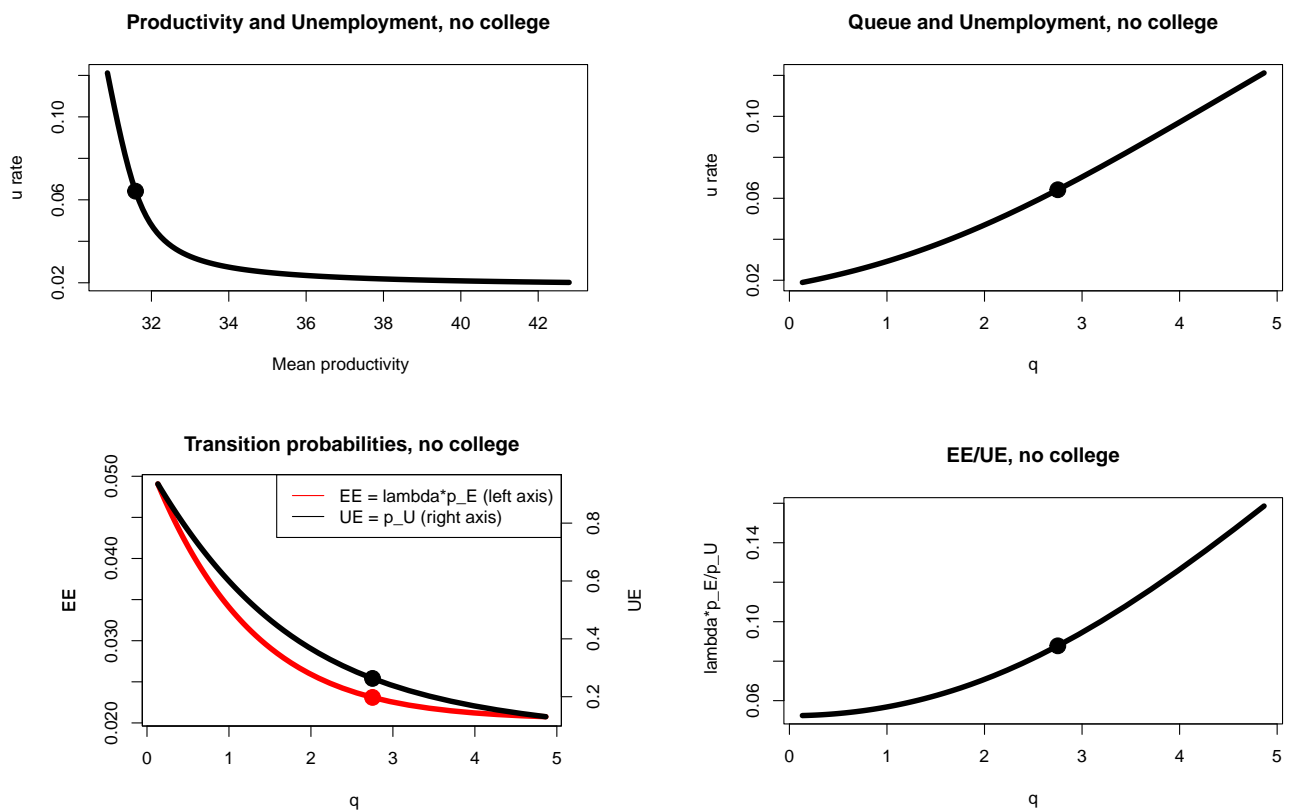 Productivity and Unemployment, no college
u rate
0.10
0.06
0.02
32 34 36 38 40 42
Mean productivity
Queue and Unemployment, no college
u rate
0.10
0.06
0.02
0 1 2 3 4 5
q
Transition probabilities, no college
EE
0.050
0.040
0.030
0.020
EE = lambda*p_E (left axis)
UE = p_U (right axis)
0.8
0.6
0.4
0.2
UE
0 1 2 3 4 5
q
EE/UE, no college
lambda*p_E/p_U
0.14
0.10
0.06
0 1 2 3 4 5
q